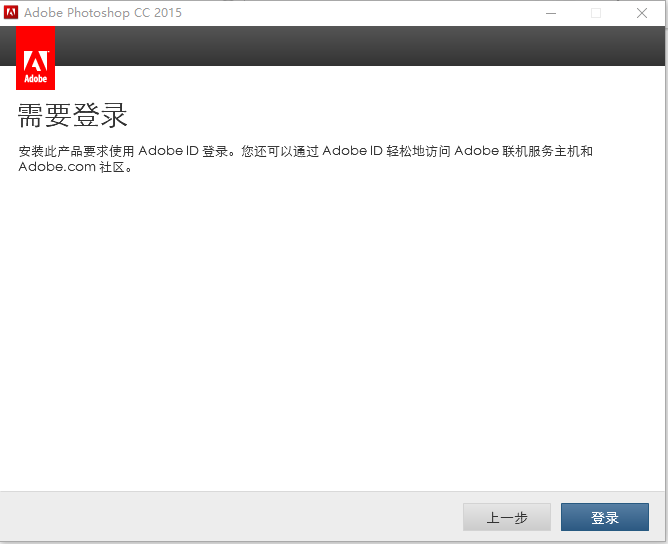 Adobe Photoshop CC 2015
Adobe
需要登录
安装此产品要求使用 Adobe ID 登录。您还可以通过 Adobe ID 轻松地访问 Adobe 联机服务主机和
Adobe.com 社区。
上一步
登录